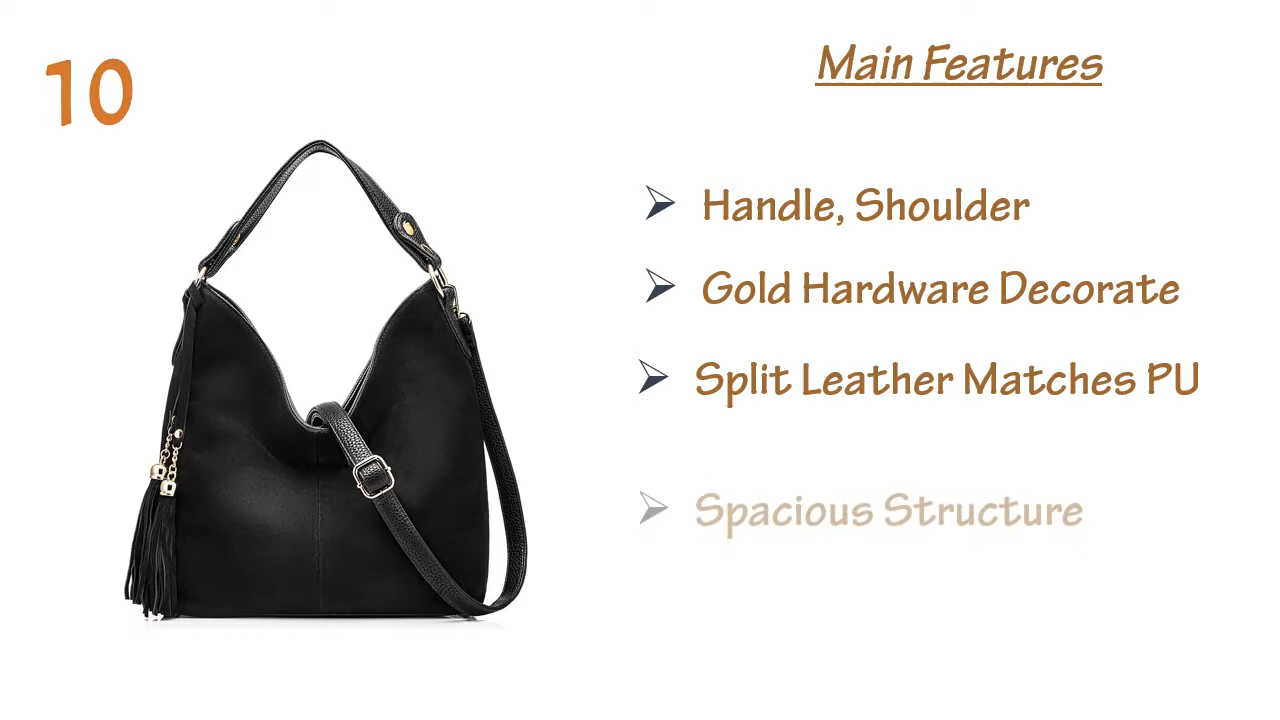 10
Main Features
Handle, Shoulder
Gold Hardware Decorate
Split Leather Matches PU
Spacious Structure